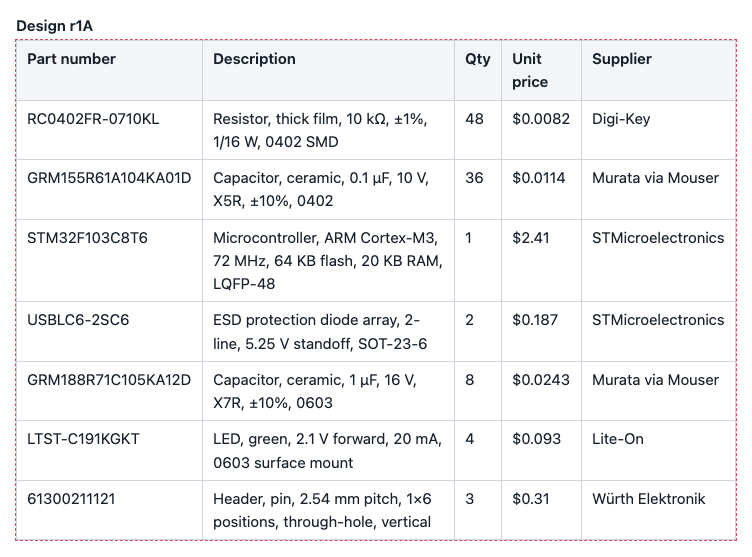 Design r1A
Part number Description Qty Unit price Supplier
RC0402FR-0710KL Resistor, thick film, 10 kΩ, ±1%, 1/16 W, 0402 SMD 48 $0.0082 Digi-Key
GRM155R61A104KA01D Capacitor, ceramic, 0.1 µF, 10 V, X5R, ±10%, 0402 36 $0.0114 Murata via Mouser
STM32F103C8T6 Microcontroller, ARM Cortex-M3, 72 MHz, 64 KB flash, 20 KB RAM, LQFP-48 1 $2.41 STMicroelectronics
USBLC6-2SC6 ESD protection diode array, 2-line, 5.25 V standoff, SOT-23-6 2 $0.187 STMicroelectronics
GRM188R71C105KA12D Capacitor, ceramic, 1 µF, 16 V, X7R, ±10%, 0603 8 $0.0243 Murata via Mouser
LTST-C191KGKT LED, green, 2.1 V forward, 20 mA, 0603 surface mount 4 $0.093 Lite-On
61300211121 Header, pin, 2.54 mm pitch, 1×6 positions, through-hole, vertical 3 $0.31 Würth Elektronik